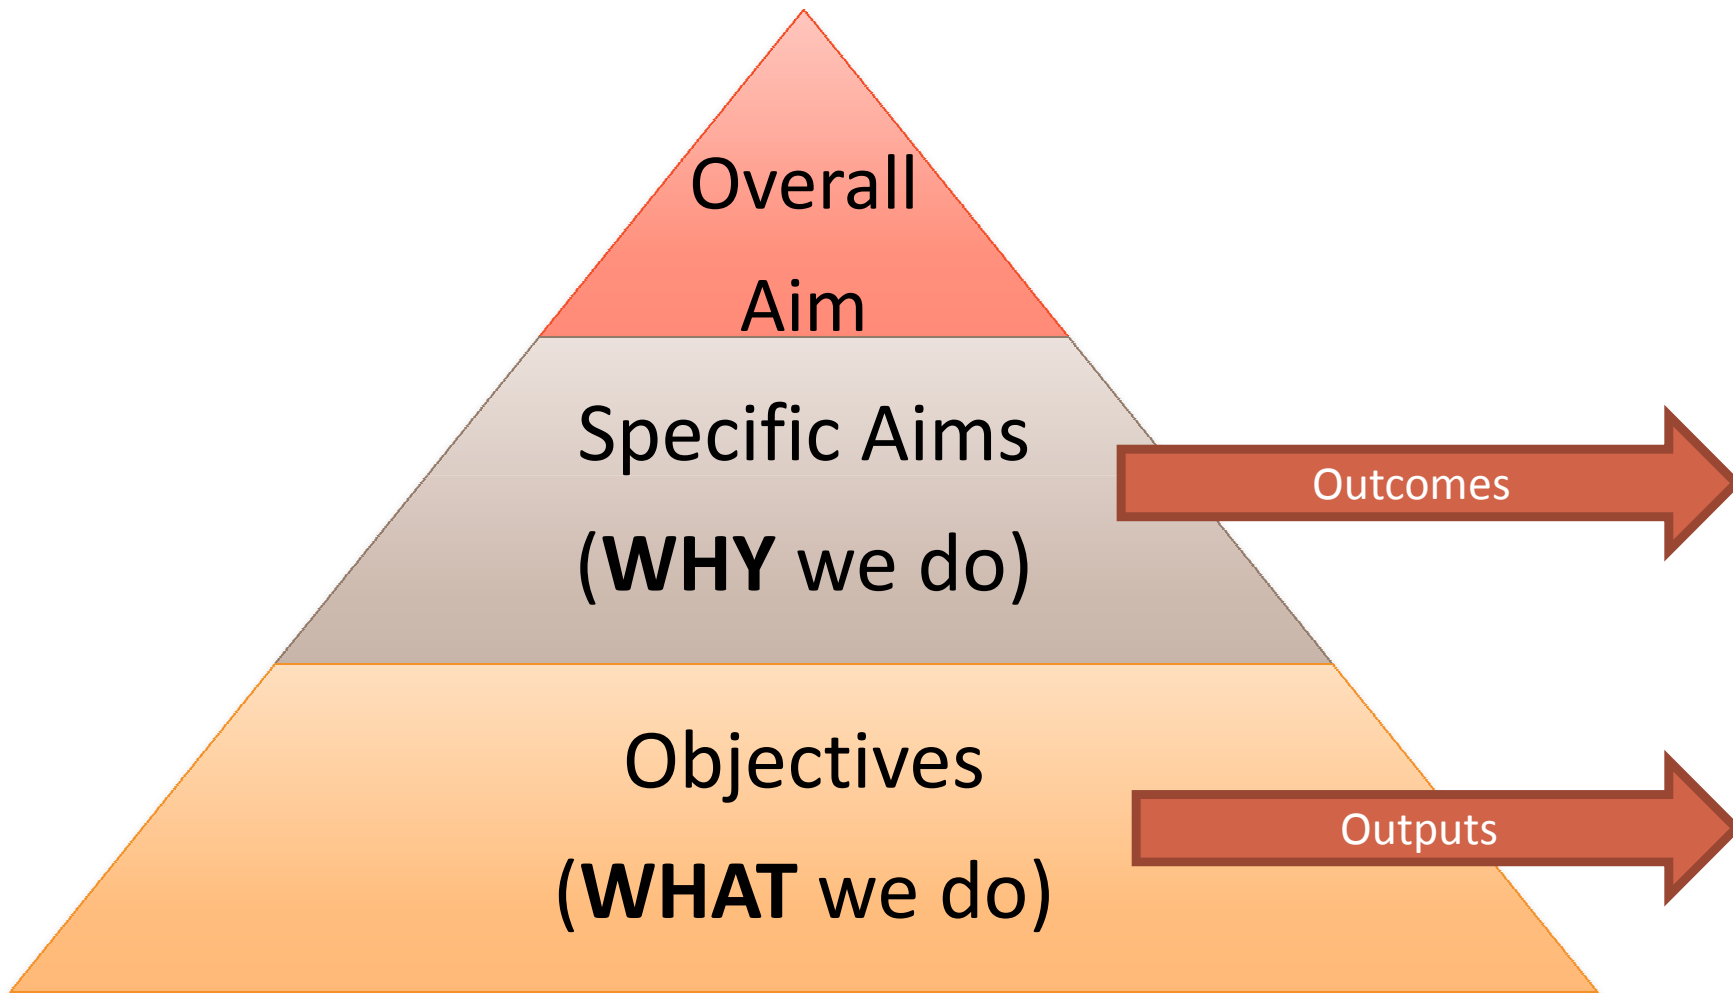 Overall
Aim
Specific Aims
(WHY we do)
Outcomes
Objectives
(WHAT we do)
Outputs